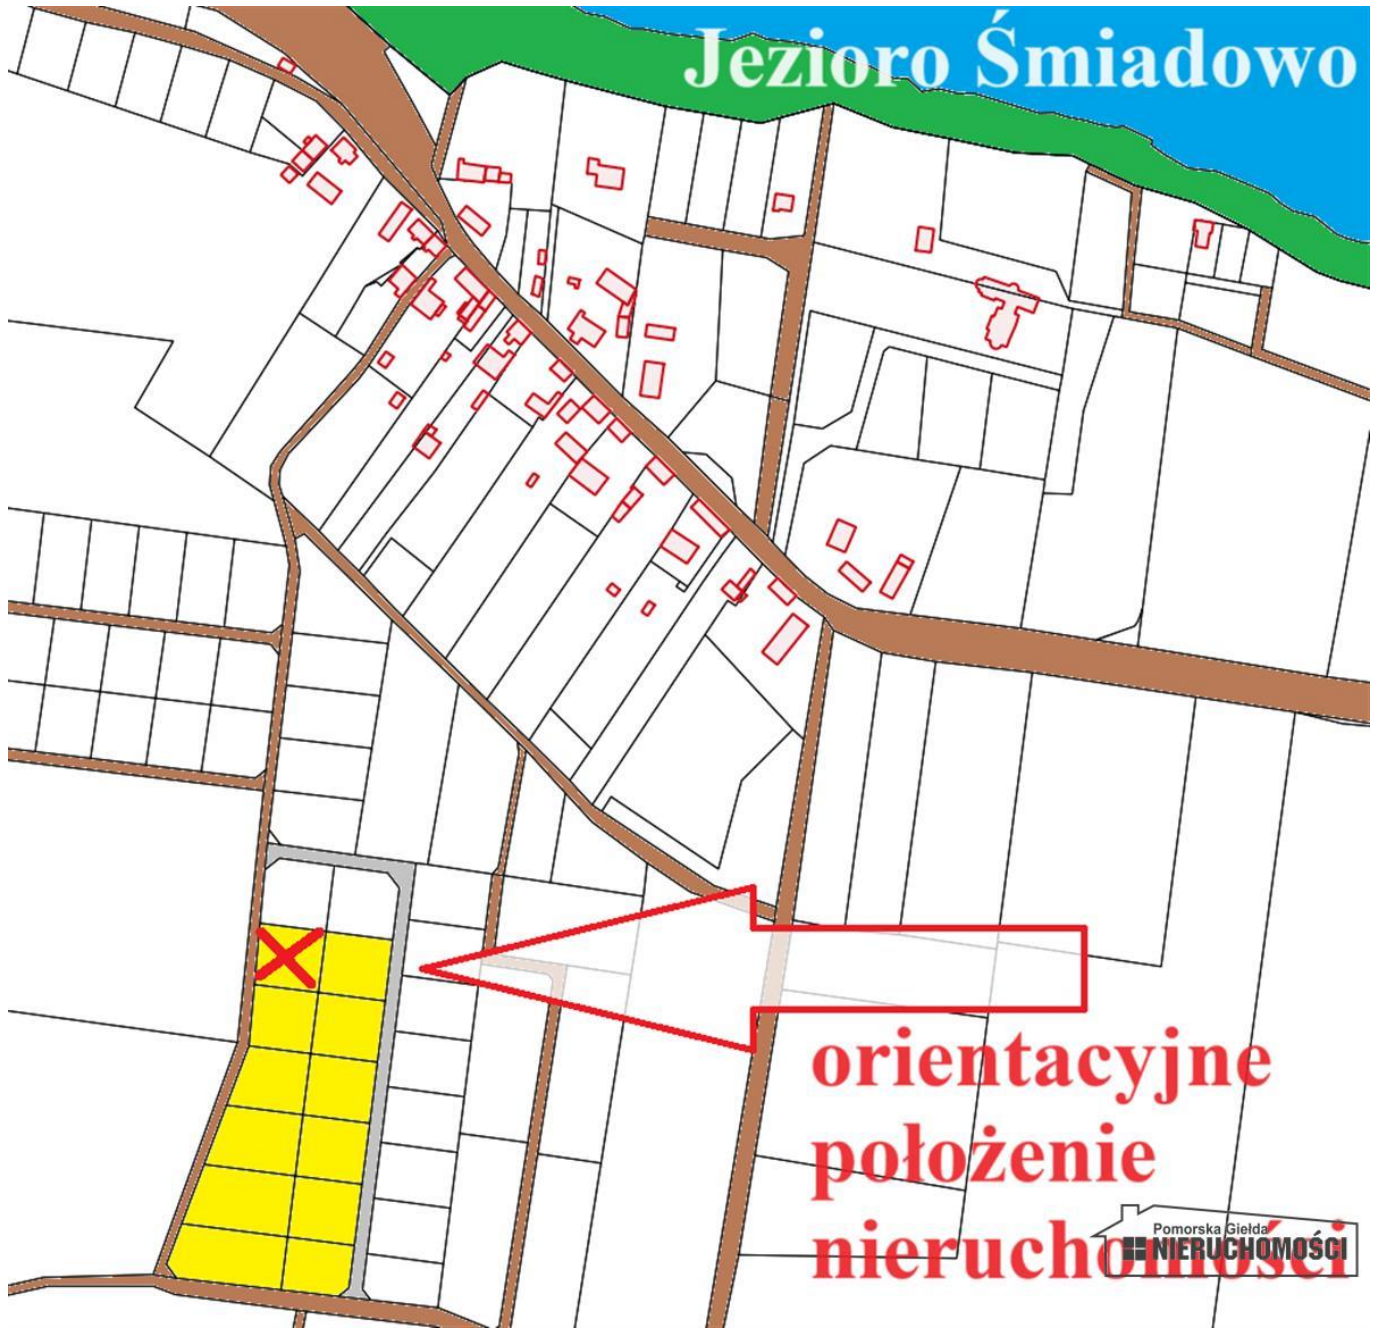 Jezioro Śmiadowo
orientacyjne
położenie
nieruchomości
Pomorska Giełda
NIERUCHOMOŚCI